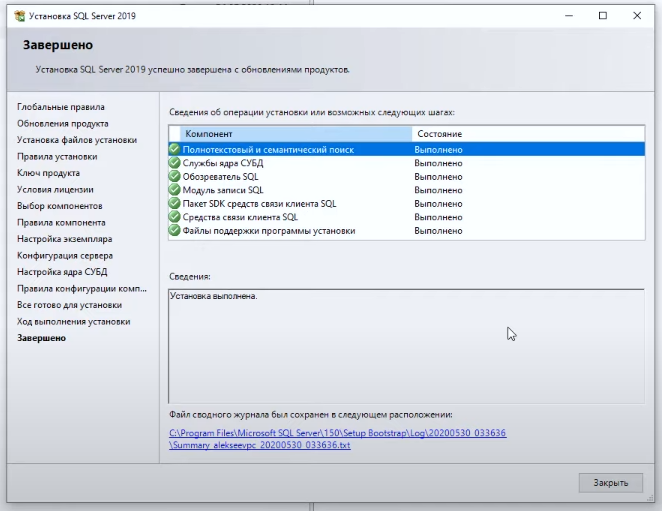 Установка SQL Server 2019
Завершено
Установка SQL Server 2019 успешно завершена с обновлениями продуктов.
Глобальные правила
Обновления продукта
Установка файлов установки
Правила установки
Ключ продукта
Условия лицензии
Выбор компонентов
Правила компонента
Настройка экземпляра
Конфигурация сервера
Настройка ядра СУБД
Правила конфигурации комп...
Все готово для установки
Ход выполнения установки
Завершено
Сведения об операции установки или возможных следующих шагах:
Компонент Состояние
Полнотекстовый и семантический поиск Выполнено
Службы ядра СУБД Выполнено
Обозреватель SQL Выполнено
Модуль записи SQL Выполнено
Пакет SDK средств связи клиента SQL Выполнено
Средства связи клиента SQL Выполнено
Файлы поддержки программы установки Выполнено
Сведения:
Установка выполнена.
Файл сводного журнала был сохранен в следующем расположении:
C:\Program Files\Microsoft SQL Server\150\Setup Bootstrap\Log\20200530_033636
\Summary_alekseevpc_20200530_033636.txt
Закрыть